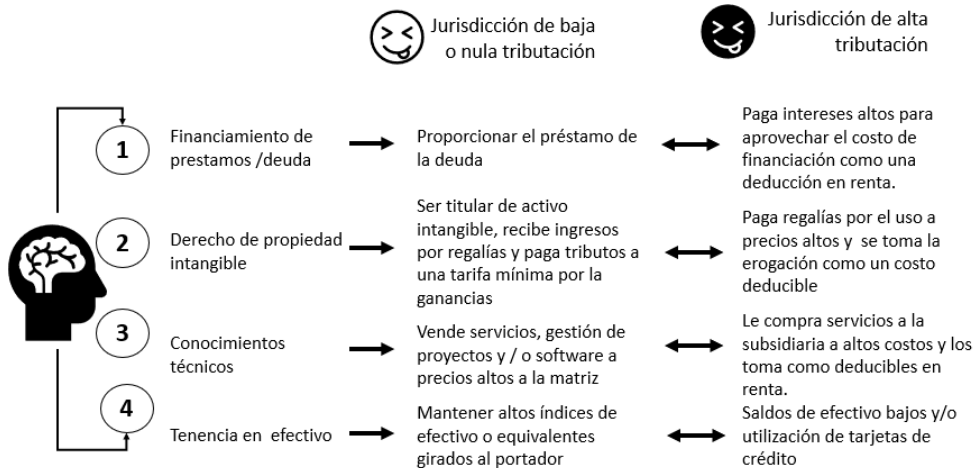 Jurisdicción de baja
o nula tributación
Jurisdicción de alta
tributación
1
Financiamiento de
prestamos /deuda
Proporcionar el préstamo de
la deuda
Paga intereses altos para
aprovechar el costo de
financiación como una
deducción en renta.
2
Derecho de propiedad
intangible
Ser titular de activo
intangible, recibe ingresos
por regalías y paga tributos a
una tarifa mínima por la
ganancias
Paga regalías por el uso a
precios altos y  se toma la
erogación como un costo
deducible
3
Conocimientos
técnicos
Vende servicios, gestión de
proyectos y / o software a
precios altos a la matriz
Le compra servicios a la
subsidiaria a altos costos y los
toma como deducibles en
renta.
4
Tenencia en  efectivo
Mantener altos índices de
efectivo o equivalentes
girados al portador
Saldos de efectivo bajos y/o
utilización de tarjetas de
crédito